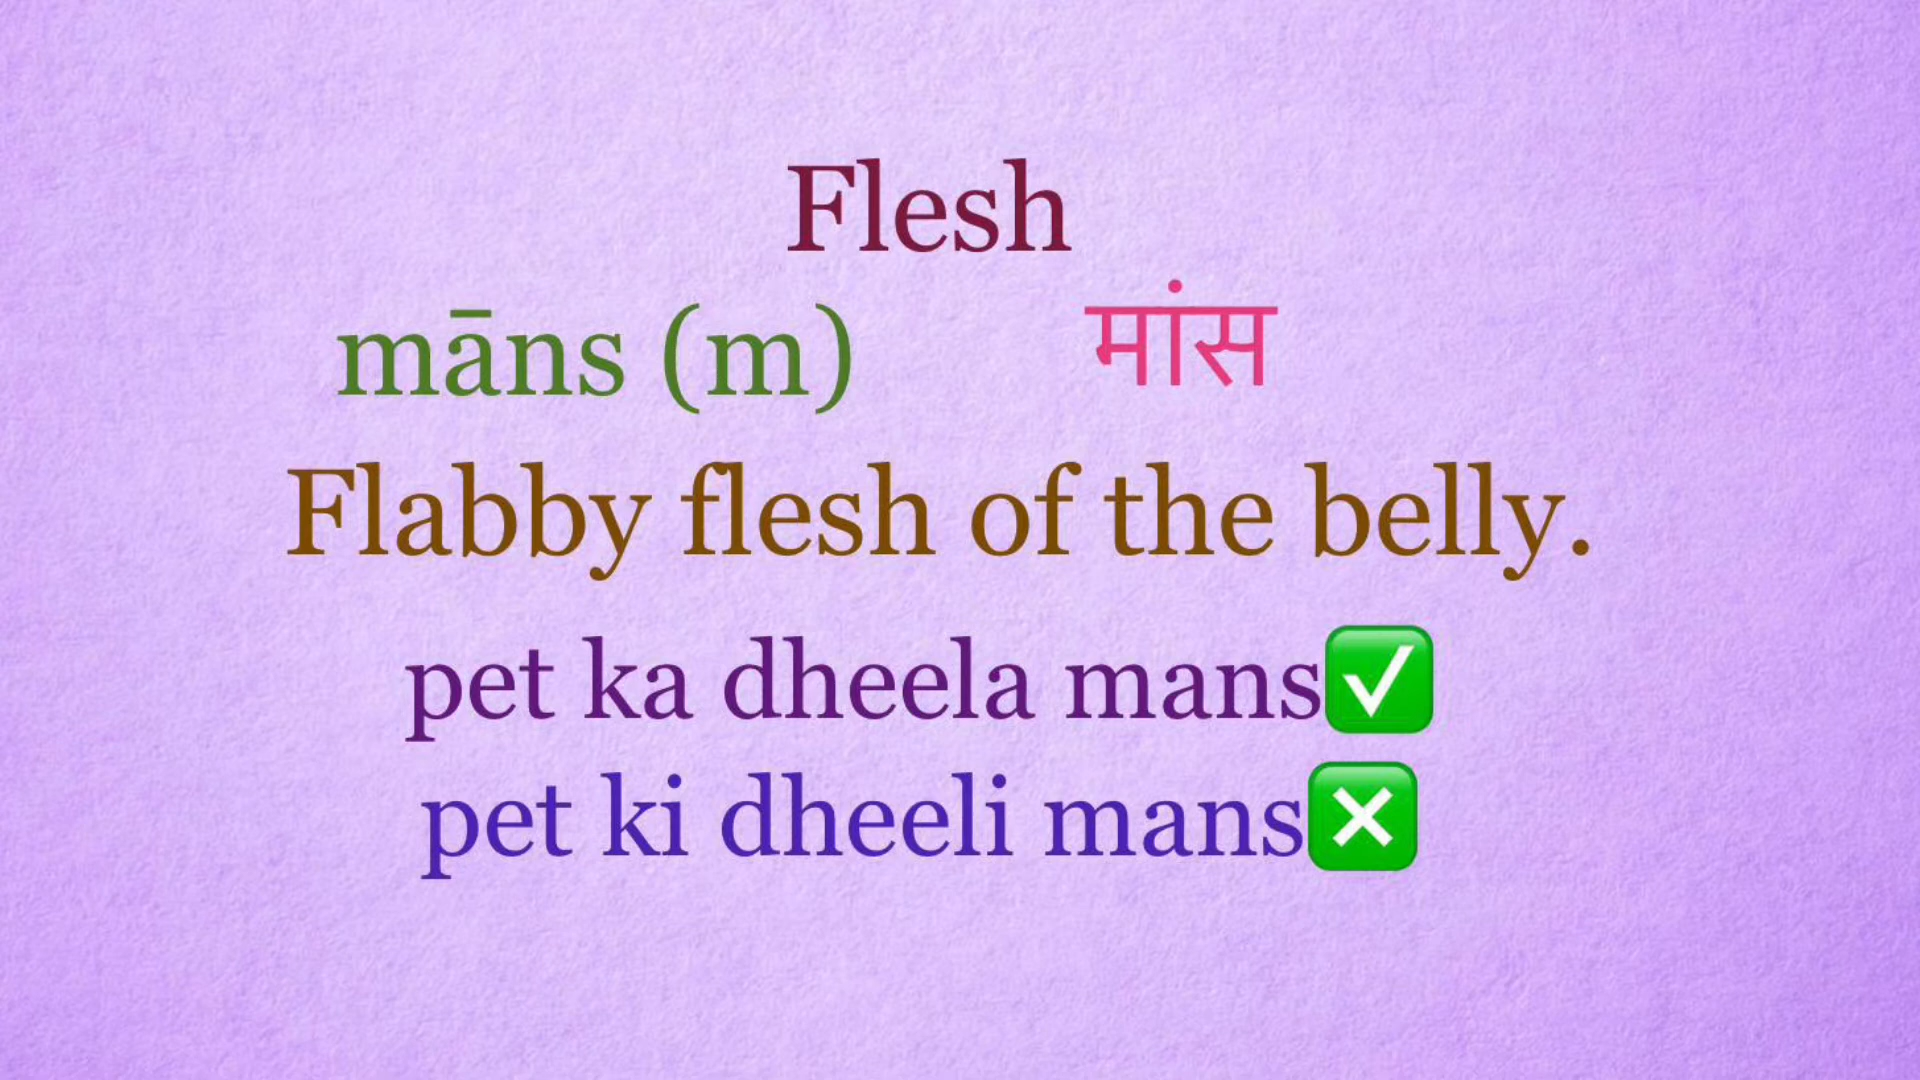 Flesh
māns (m) मांस
Flabby flesh of the belly.
pet ka dheela mans✅
pet ki dheeli mans❎